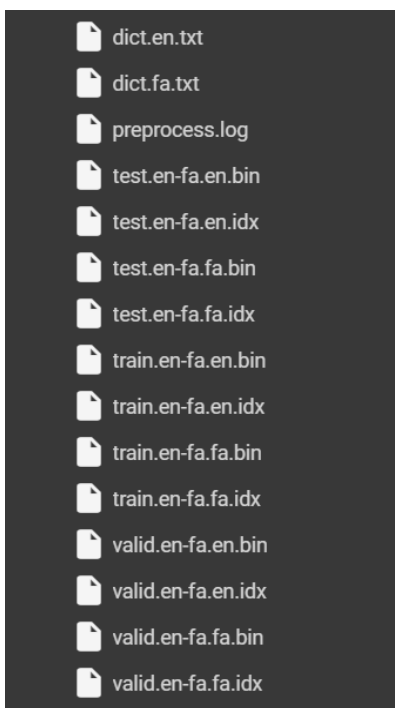 dict.en.txt
dict.fa.txt
preprocess.log
test.en-fa.en.bin
test.en-fa.en.idx
test.en-fa.fa.bin
test.en-fa.fa.idx
train.en-fa.en.bin
train.en-fa.en.idx
train.en-fa.fa.bin
train.en-fa.fa.idx
valid.en-fa.en.bin
valid.en-fa.en.idx
valid.en-fa.fa.bin
valid.en-fa.fa.idx